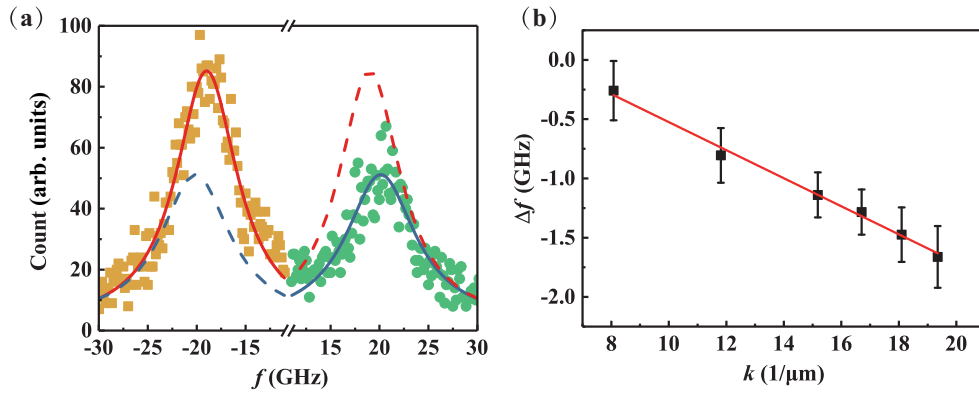 (a)
100
80
60
40
20
0
Count (arb. units)
-30 -25 -20 -15 15 20 25 30
f (GHz)
(b)
0.0
-0.5
-1.0
-1.5
-2.0
Δf (GHz)
8 10 12 14 16 18 20
k (1/μm)